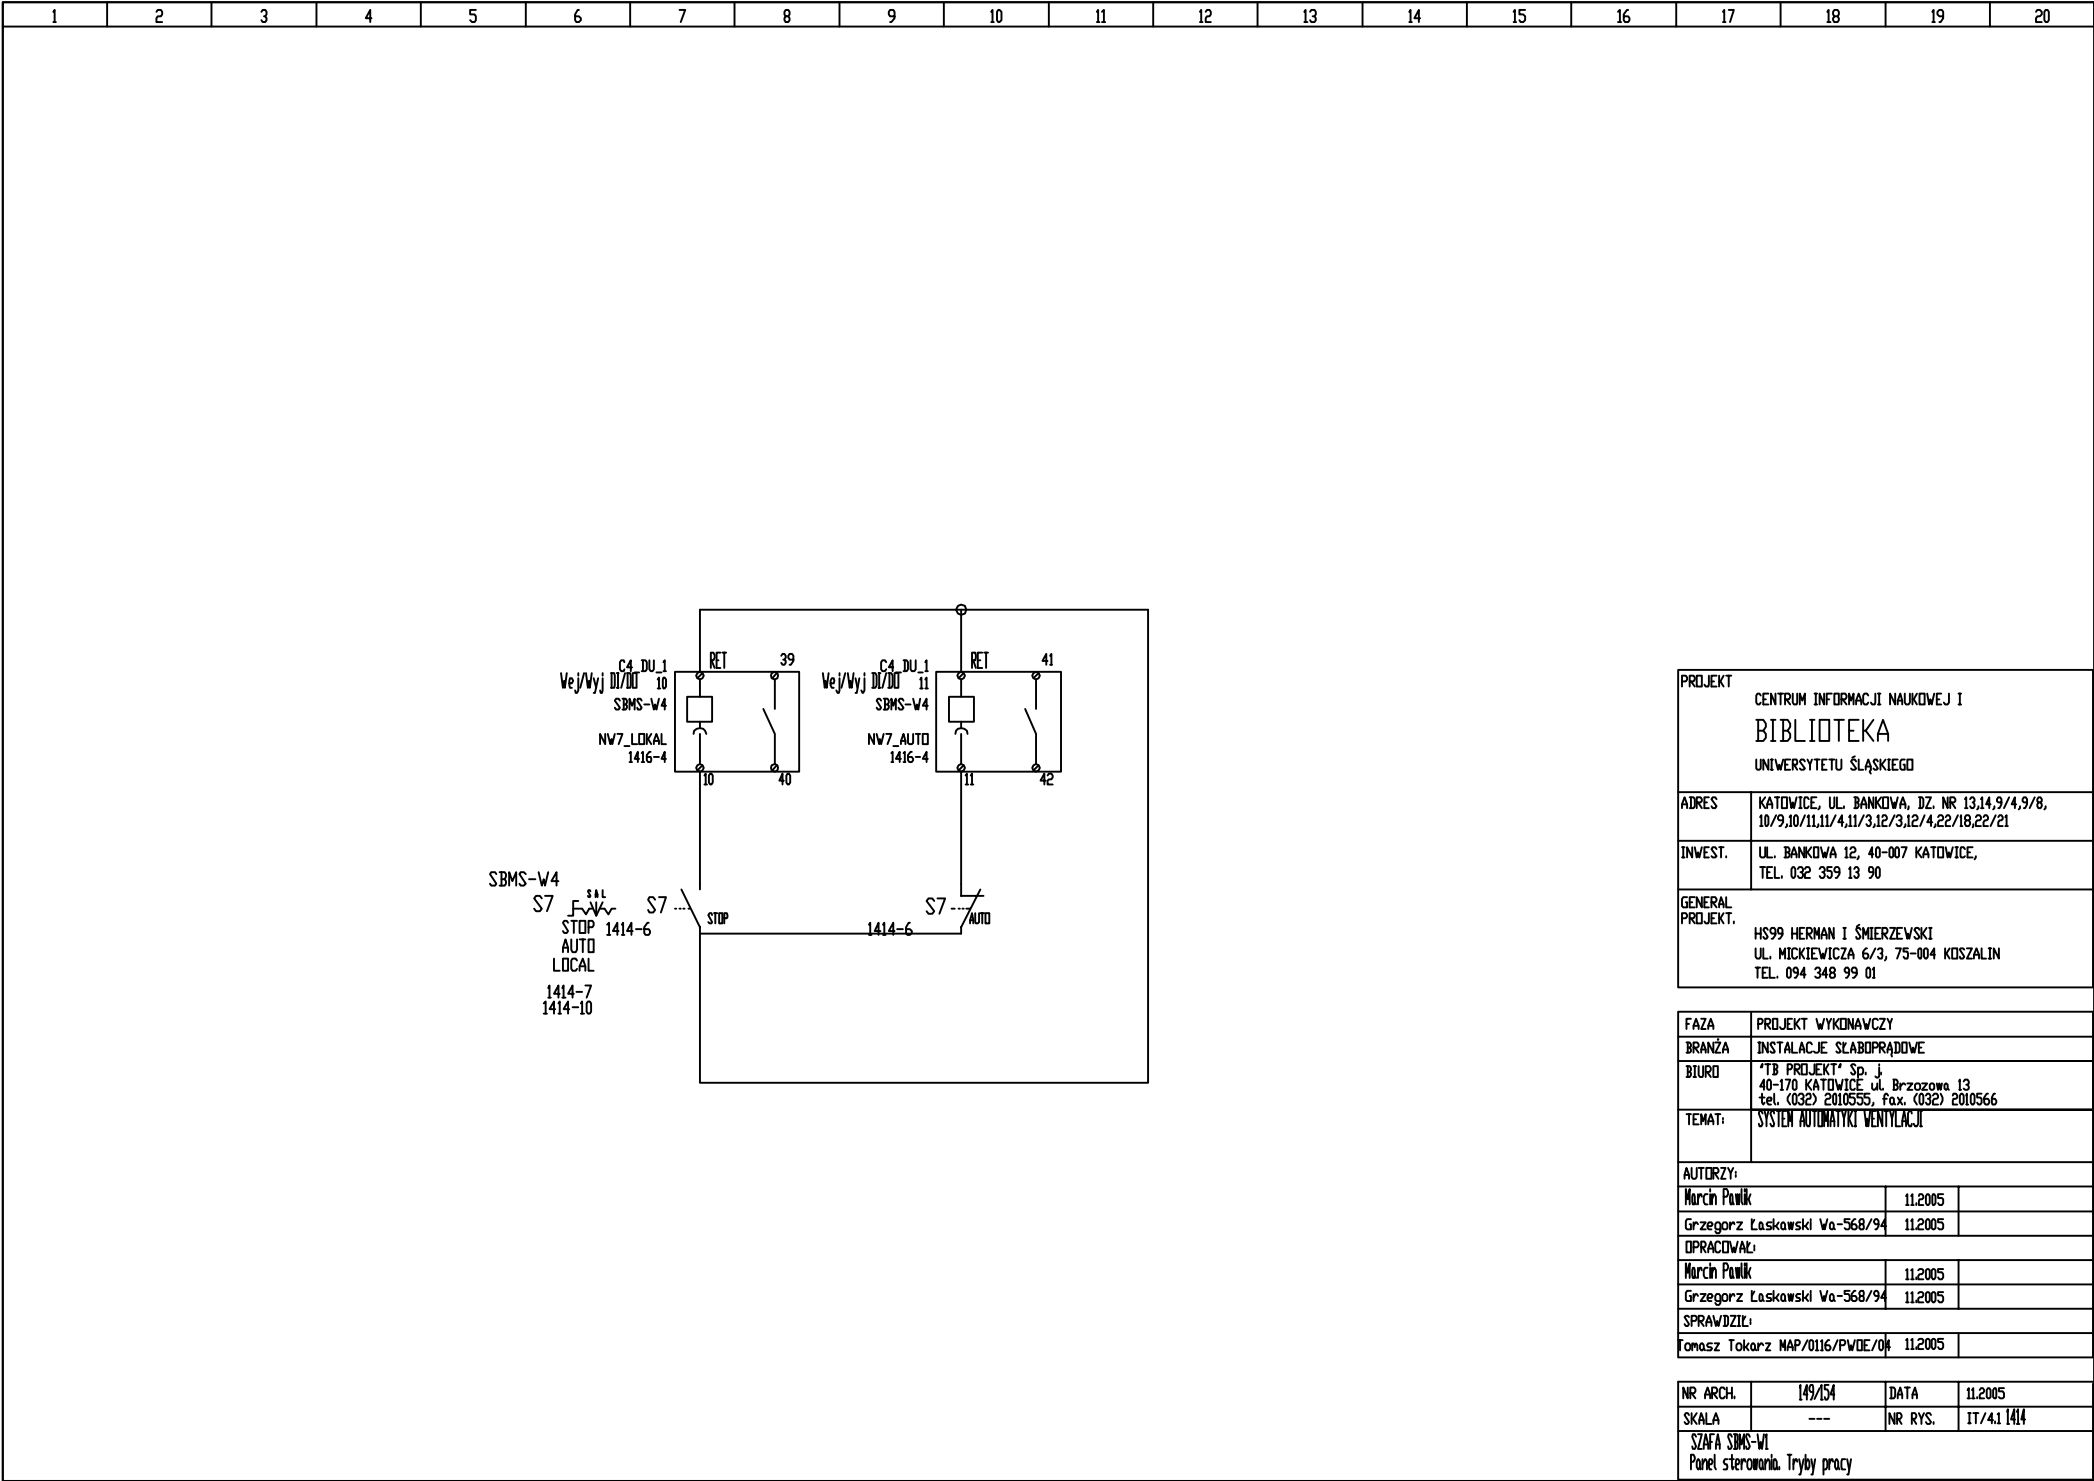 1 2 3 4 5 6 7 8 9 10 11 12 13 14 15 16 17 18 19 20
C4_DU_1 RET 39
Wej/Wyj DI/DO 10
SBMS-W4
NW7_LOKAL
1416-4
10 40
C4_DU_1 RET 41
Wej/Wyj DI/DO 11
SBMS-W4
NW7_AUTO
1416-4
11 42
SBMS-W4
S7 S A L
STOP 1414-6
AUTO
LOCAL
1414-7
1414-10
S7 STOP
S7 AUTO
1414-6
PROJEKT
CENTRUM INFORMACJI NAUKOWEJ I
BIBLIOTEKA
UNIWERSYTETU ŚLĄSKIEGO
ADRES KATOWICE, UL. BANKOWA, DZ. NR 13,14,9/4,9/8,
10/9,10/11,11/4,11/3,12/3,12/4,22/18,22/21
INWEST. UL. BANKOWA 12, 40-007 KATOWICE,
TEL. 032 359 13 90
GENERAL
PROJEKT.
HS99 HERMAN I ŚMIERZEWSKI
UL. MICKIEWICZA 6/3, 75-004 KOSZALIN
TEL. 094 348 99 01
FAZA PROJEKT WYKONAWCZY
BRANŻA INSTALACJE SŁABOPRĄDOWE
BIURO "TB PROJEKT" Sp. j.
40-170 KATOWICE ul. Brzozowa 13
tel. (032) 2010555, fax. (032) 2010566
TEMAT: SYSTEM AUTOMATYKI WENTYLACJI
AUTORZY:
Marcin Pawlik 11.2005
Grzegorz Łaskawski Wa-568/94 11.2005
OPRACOWAŁ:
Marcin Pawlik 11.2005
Grzegorz Łaskawski Wa-568/94 11.2005
SPRAWDZIŁ:
Tomasz Tokarz MAP/0116/PWOE/04 11.2005
NR ARCH. 149/154 DATA 11.2005
SKALA --- NR RYS. IT/4.1 1414
SZAFA SBMS-W1
Panel sterowania. Tryby pracy